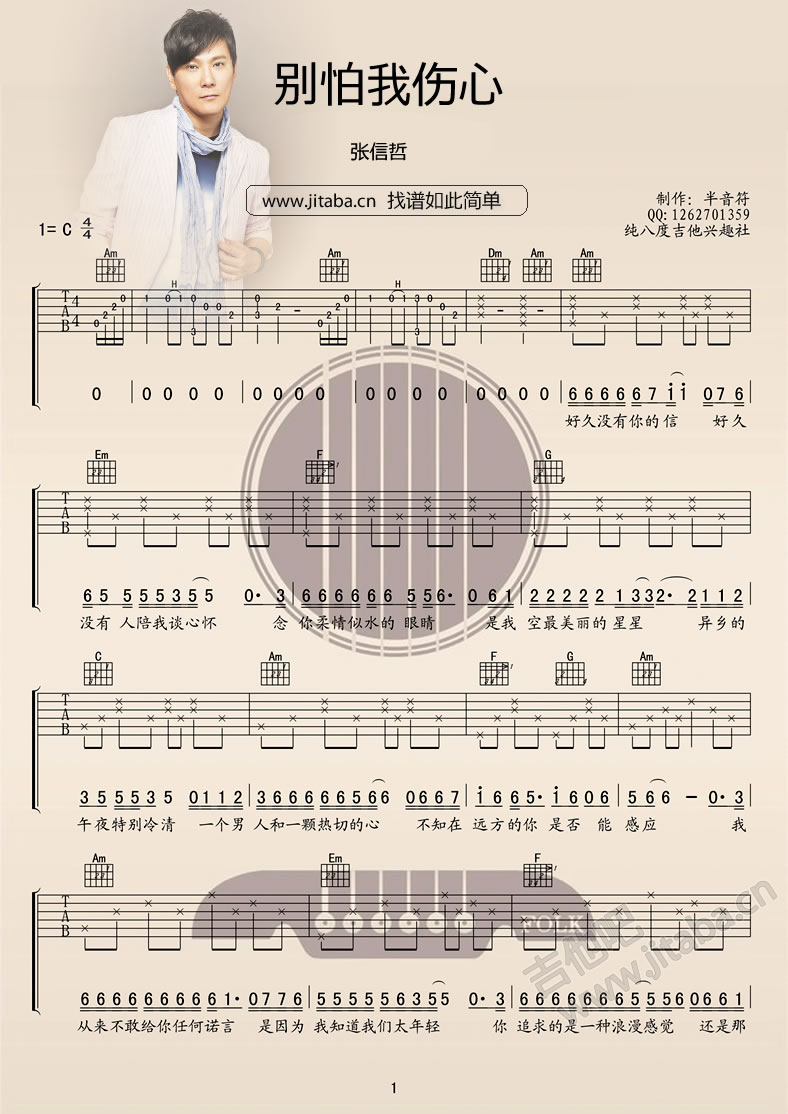 别怕我伤心
张信哲
www.jitaba.cn 找谱如此简单
制作：半音符
QQ:1262701359
纯八度吉他兴趣社
1=C 4/4
Am Am Dm Am Am
0 0 0 0 0 0 0 0 0 0 0 0 0 0 0 0 0 6 6 6 6 6 7 i i 0 7 6
好久没有你的信 好久
Em F G
6 5 5 5 5 3 5 5 0· 3 6 6 6 6 6 6 5 5 6· 0 6 1 2 2 2 2 2 2 3 2· 2 1 1 2
没有 人陪我谈心怀 念 你柔情似水的 眼睛 是我 空最美丽的 星星 异乡的
C Am F G Am
3 5 5 5 3 5 0 1 1 2 3 6 6 6 6 6 6 5 6 6 0 6 6 7 i 6 6 5· i 6 0 6 5 6 6 - 0· 3
午夜特别冷清 一个男 人和一颗热切的心 不知在 远方的你 是否 能 感应 我
Am Em F
6 6 6 6 6 6 6 6 6 1· 0 7 7 6 5 5 5 5 5 6 3 5 5 0· 6 6 6 6 6 6 6 5 5 5 6 0 6 6 1
从来不敢给你任何诺言 是因为 我知道我们太年轻 你 追求的是一种浪漫感觉 还是那
FOLK
吉他吧
www.jitaba.cn
1